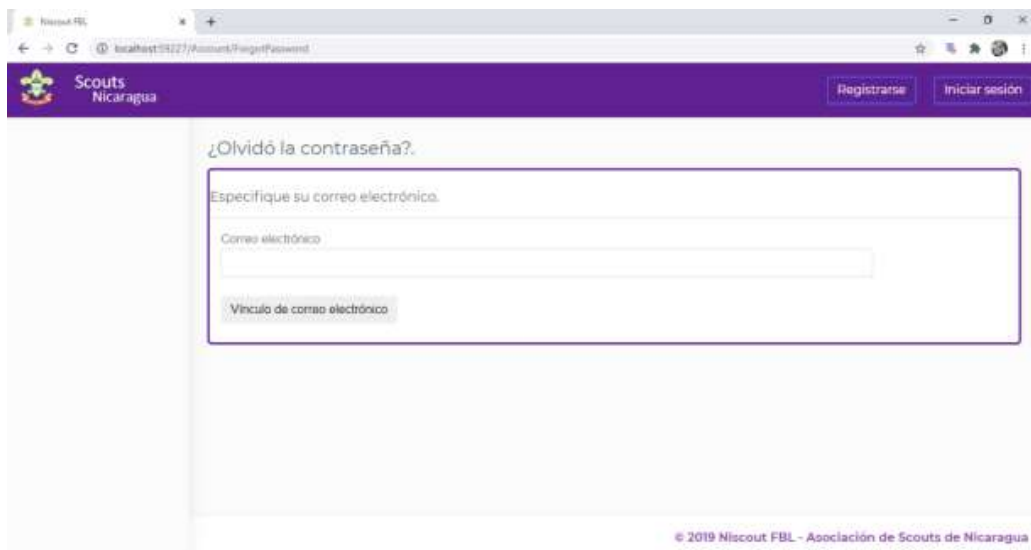 Niscout FBL
localhost:59227/Account/ForgotPassword
Scouts
Nicaragua
Registrarse
Iniciar sesión
¿Olvidó la contraseña?.
Especifique su correo electrónico.
Correo electrónico
Vínculo de correo electrónico
© 2019 Niscout FBL - Asociación de Scouts de Nicaragua